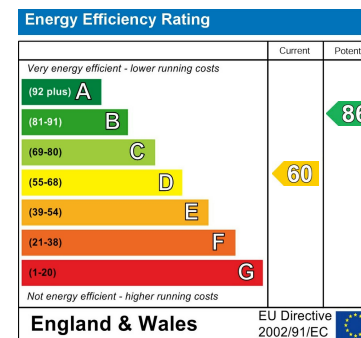 Energy Efficiency Rating
Current Potent
Very energy efficient - lower running costs
(92 plus) A
(81-91) B
86
(69-80) C
(55-68) D
60
(39-54) E
(21-38) F
(1-20) G
Not energy efficient - higher running costs
England & Wales
EU Directive
2002/91/EC